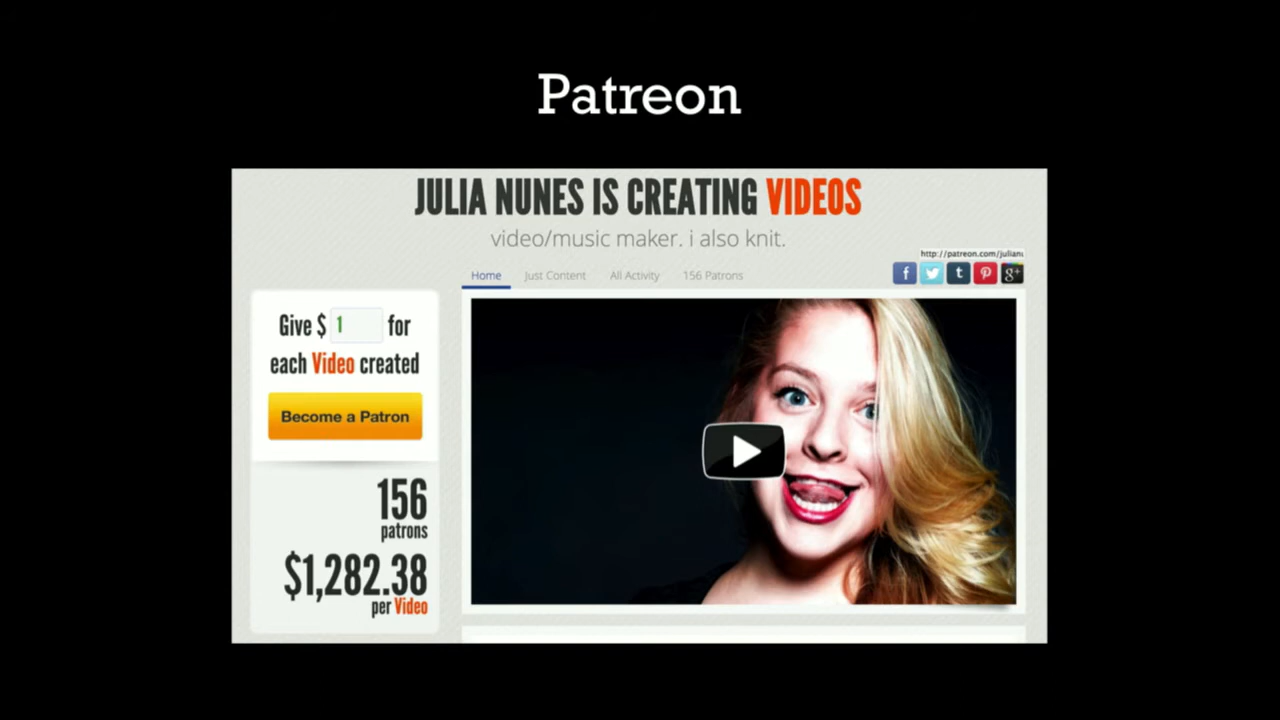 Patreon
JULIA NUNES IS CREATING VIDEOS
video/music maker. i also knit.
http://patreon.com/julianu
Home Just Content All Activity 156 Patrons
f t g+
Give $ 1 for
each Video created
Become a Patron
156
patrons
$1,282.38
per Video